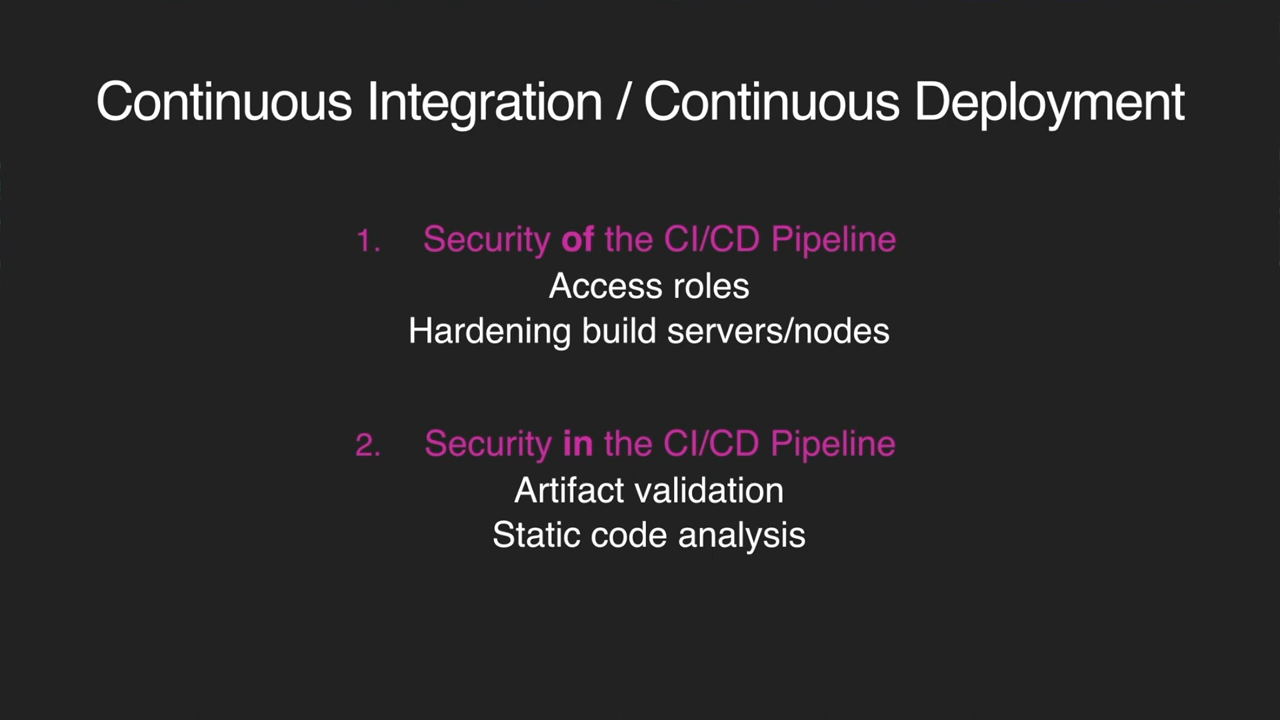 Continuous Integration / Continuous Deployment
1. Security of the CI/CD Pipeline
Access roles
Hardening build servers/nodes
2. Security in the CI/CD Pipeline
Artifact validation
Static code analysis